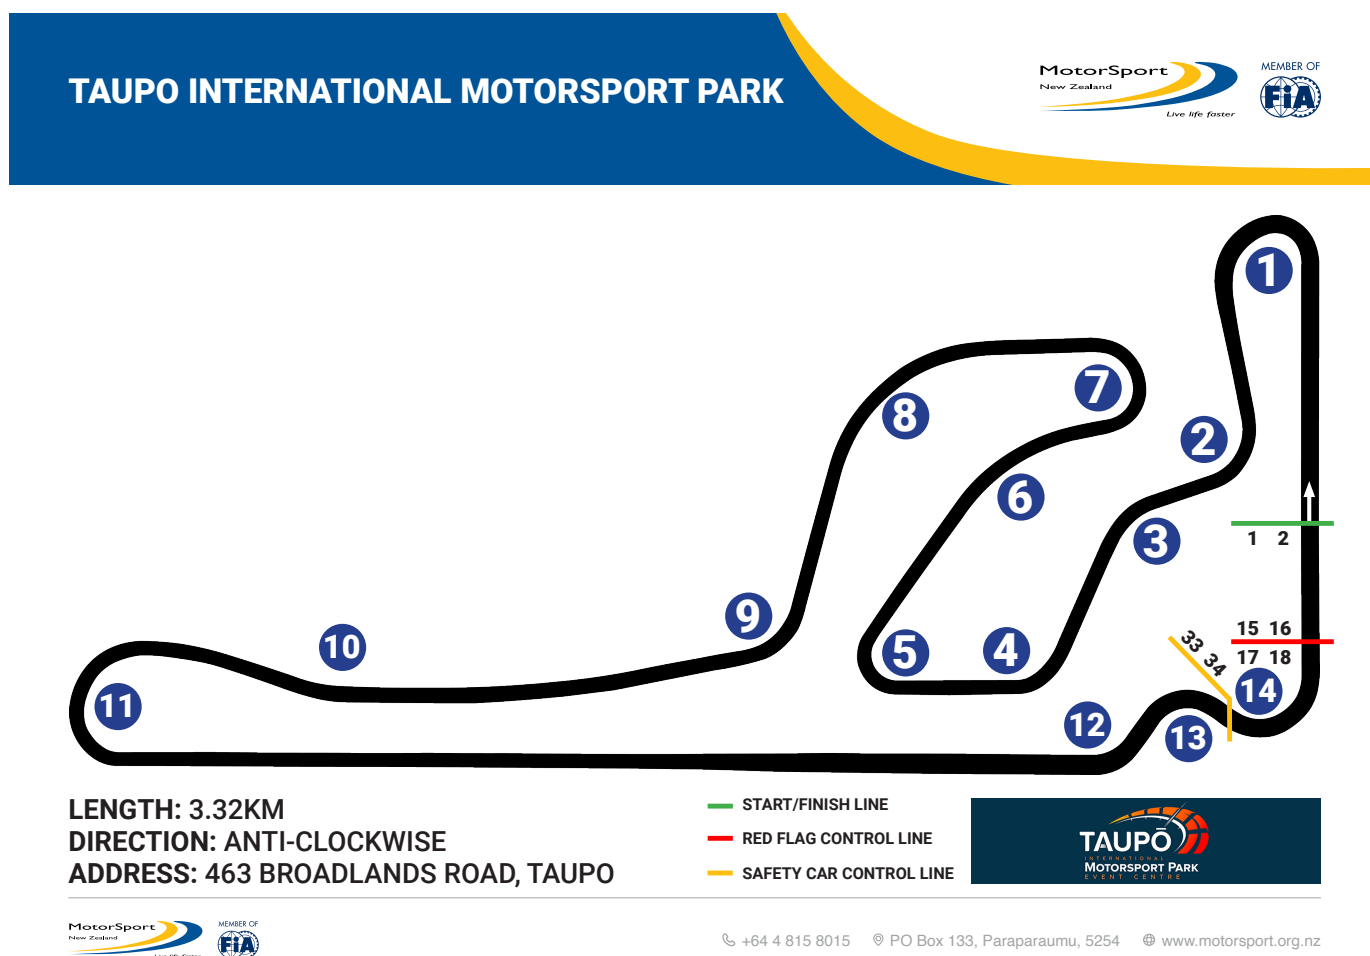 TAUPO INTERNATIONAL MOTORSPORT PARK
MotorSport
New Zealand
Live life faster
MEMBER OF
FiA
1
7
8
2
6
3
1 2
9
10
5
4
15 16
33 34
17 18
11
14
12
13
LENGTH: 3.32KM
DIRECTION: ANTI-CLOCKWISE
ADDRESS: 463 BROADLANDS ROAD, TAUPO
START/FINISH LINE
RED FLAG CONTROL LINE
SAFETY CAR CONTROL LINE
TAUPŌ
INTERNATIONAL
MOTORSPORT PARK
EVENT CENTRE
MotorSport
New Zealand
Live life faster
MEMBER OF
FiA
+64 4 815 8015
PO Box 133, Paraparaumu, 5254
www.motorsport.org.nz